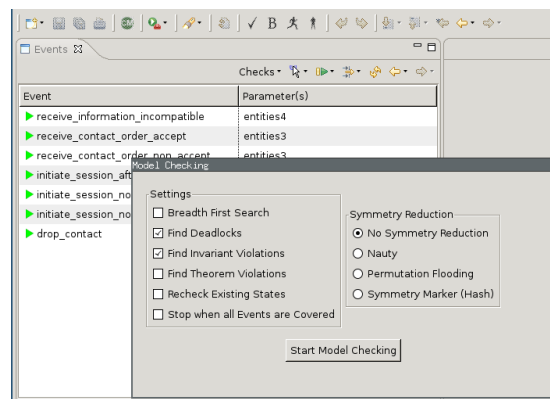 B
Events
Checks
Event Parameter(s)
receive_information_incompatible entities4
receive_contact_order_accept entities3
receive_contact_order_non_accept entities3
Model Checking
initiate_session_aft
initiate_session_no
initiate_session_no
drop_contact
Settings
Breadth First Search
Find Deadlocks
Find Invariant Violations
Find Theorem Violations
Recheck Existing States
Stop when all Events are Covered
Symmetry Reduction
No Symmetry Reduction
Nauty
Permutation Flooding
Symmetry Marker (Hash)
Start Model Checking